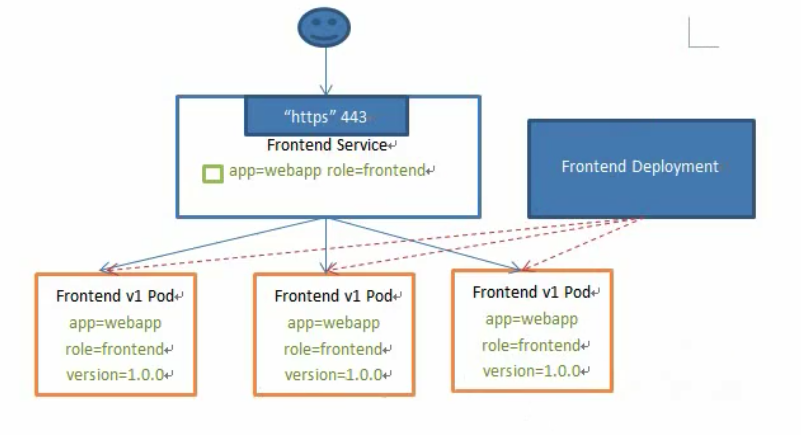 “https” 443
Frontend Service
app=webapp role=frontend
Frontend Deployment
Frontend v1 Pod
app=webapp
role=frontend
version=1.0.0
Frontend v1 Pod
app=webapp
role=frontend
version=1.0.0
Frontend v1 Pod
app=webapp
role=frontend
version=1.0.0